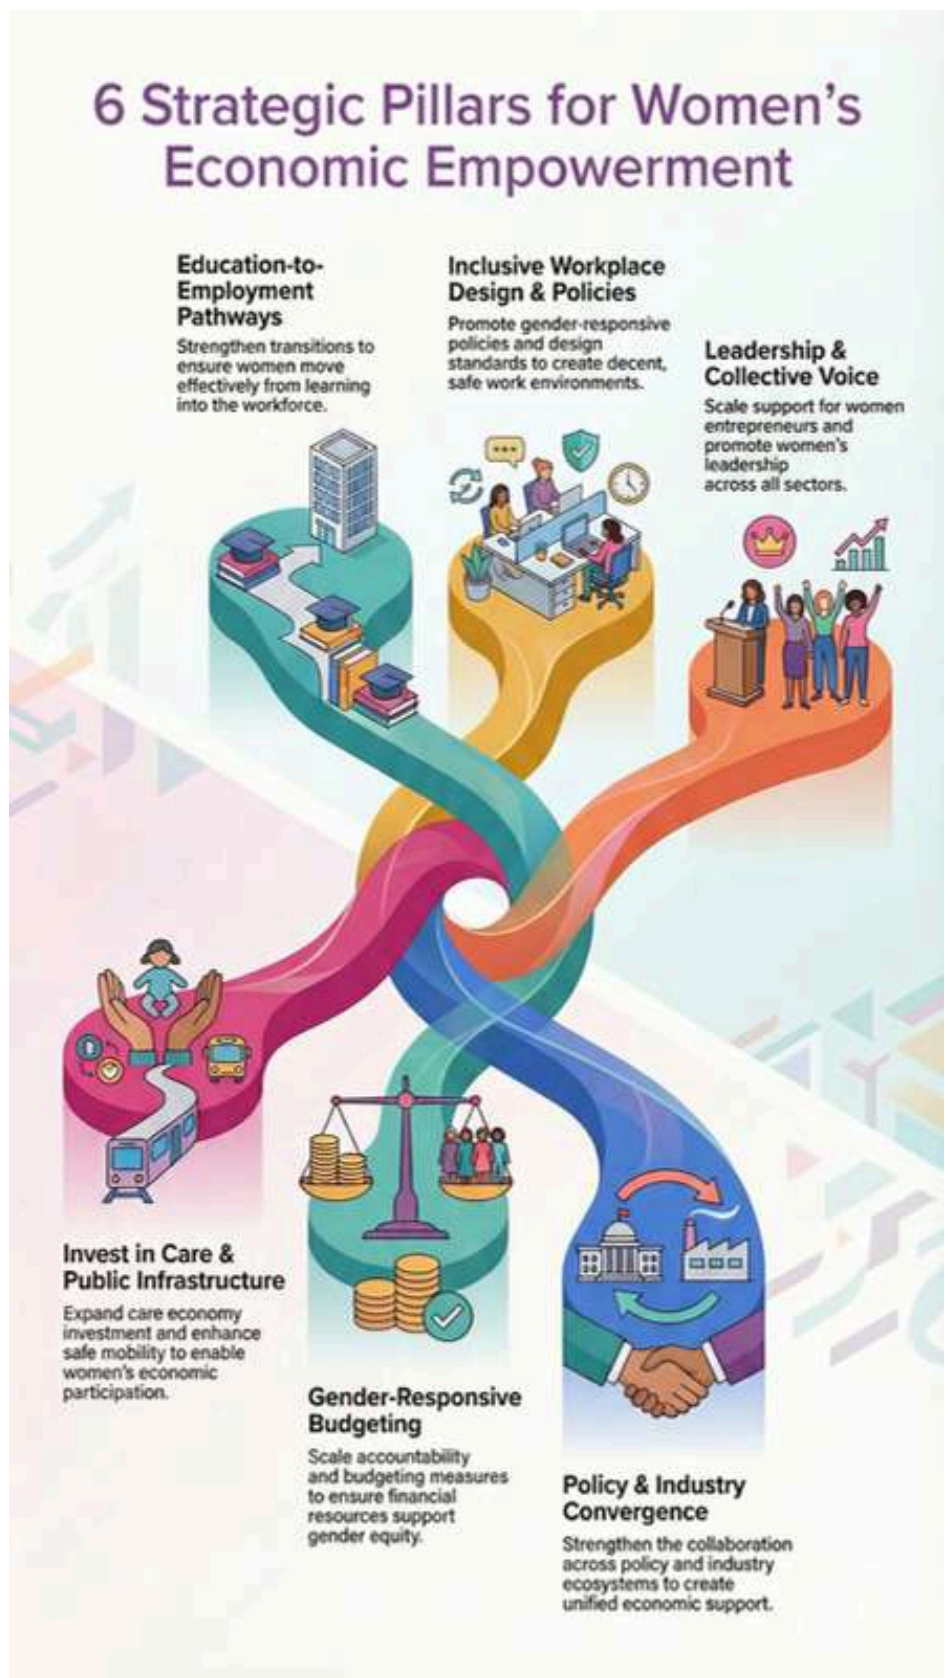 6 Strategic Pillars for Women's
Economic Empowerment
Education-to-
Employment
Pathways
Strengthen transitions to
ensure women move
effectively from learning
into the workforce.
Inclusive Workplace
Design & Policies
Promote gender-responsive
policies and design
standards to create decent,
safe work environments.
Leadership &
Collective Voice
Scale support for women
entrepreneurs and
promote women's
leadership
across all sectors.
Invest in Care &
Public Infrastructure
Expand care economy
investment and enhance
safe mobility to enable
women's economic
participation.
Gender-Responsive
Budgeting
Scale accountability
and budgeting measures
to ensure financial
resources support
gender equity.
Policy & Industry
Convergence
Strengthen the collaboration
across policy and industry
ecosystems to create
unified economic support.